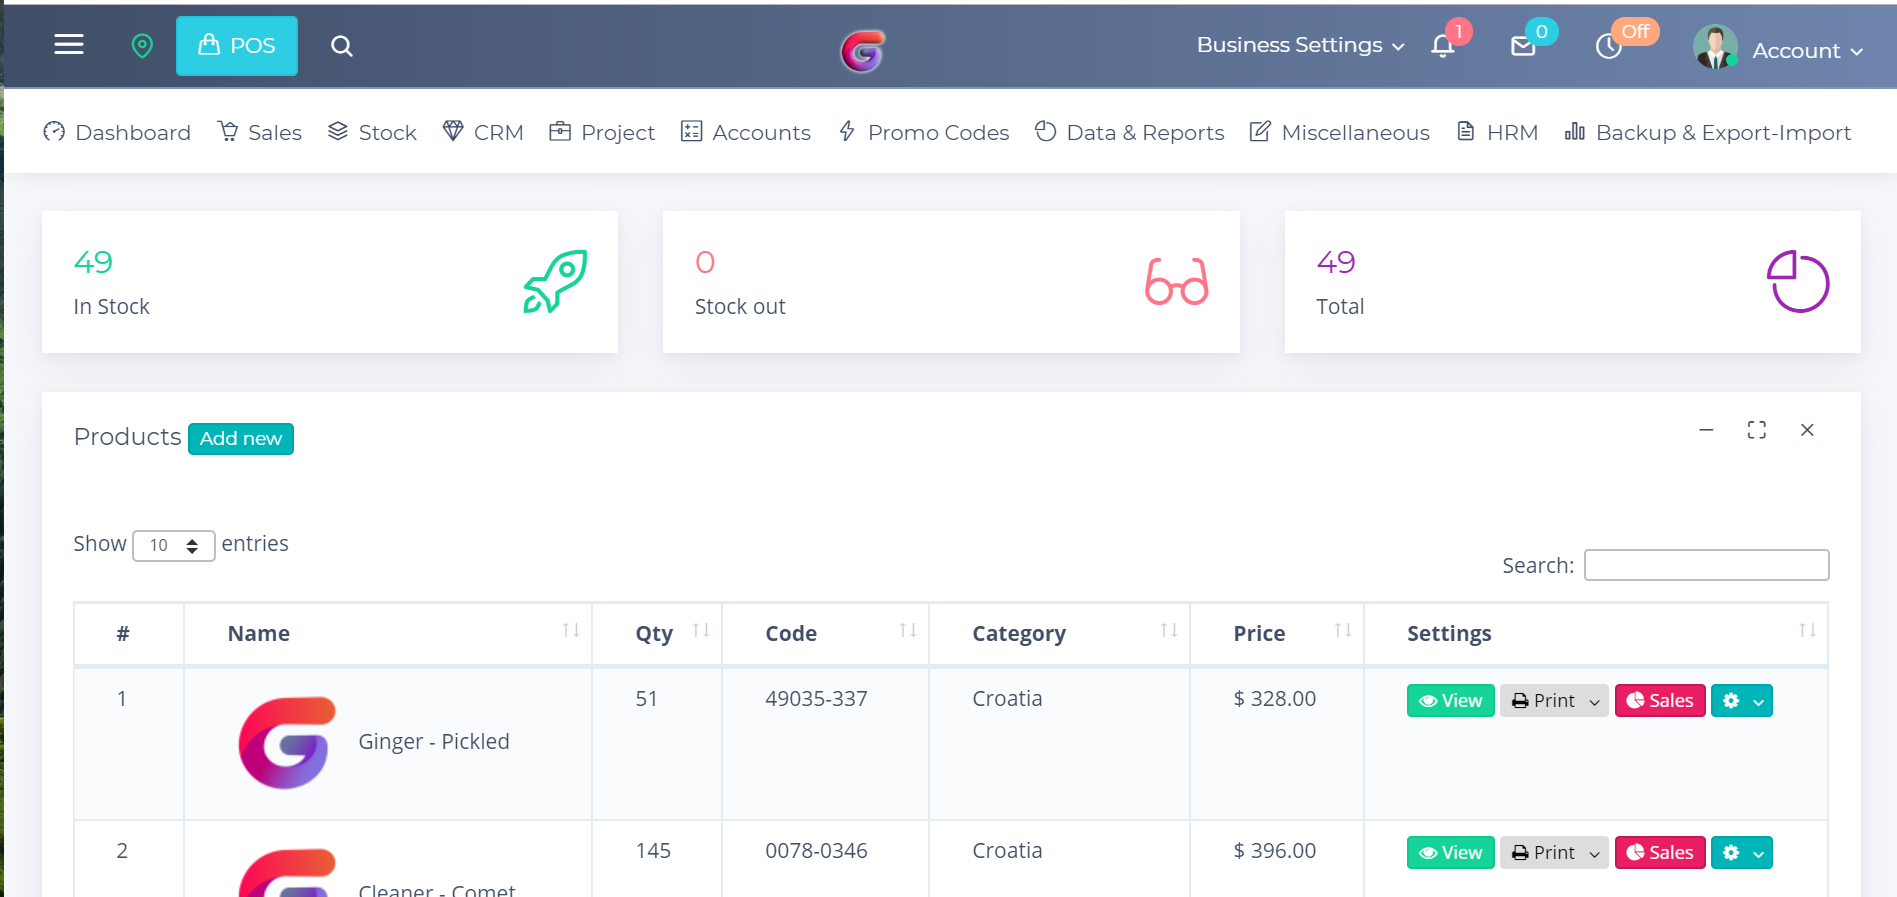 POS
Business Settings
1
0
Off
Account
Dashboard Sales Stock CRM Project Accounts Promo Codes Data & Reports Miscellaneous HRM Backup & Export-Import
49
In Stock
0
Stock out
49
Total
Products Add new
Show 10 entries
Search:
# Name Qty Code Category Price Settings
1 Ginger - Pickled 51 49035-337 Croatia $ 328.00 View Print Sales
2 Cleaner - Comet 145 0078-0346 Croatia $ 396.00 View Print Sales